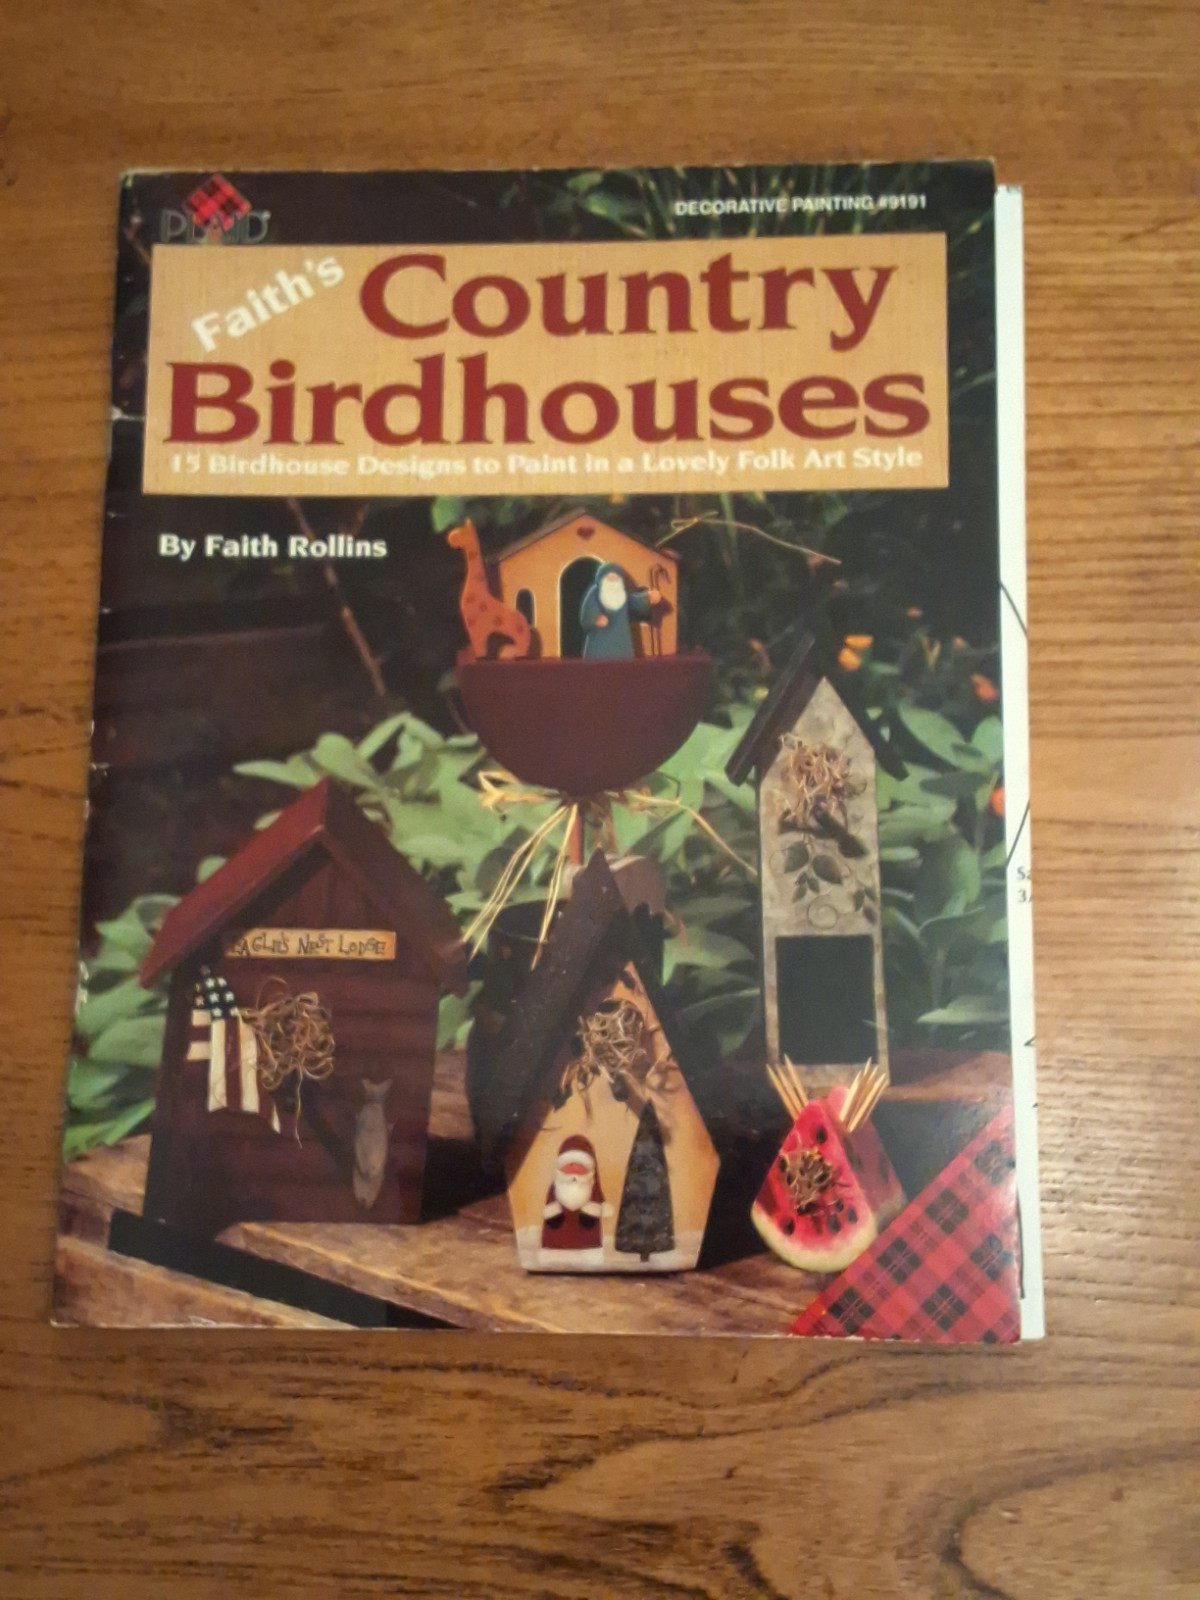 PLAID
DECORATIVE PAINTING #9191
Faith's Country
Birdhouses
15 Birdhouse Designs to Paint in a Lovely Folk Art Style
By Faith Rollins
EAGLE'S NEST LODGE